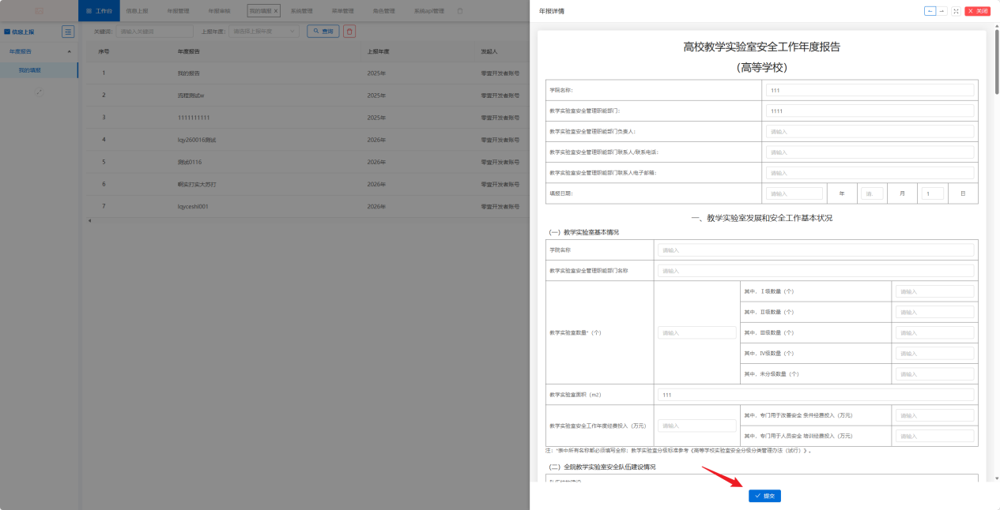 工作台 信息上报 年报管理 年报审核 我的填报 × 系统管理 菜单管理 角色管理 系统api管理
信息上报
年度报告
我的填报
关键词: 请输入关键词 上报年度: 请选择上报年度 查询
序号 年度报告 上报年度 发起人
1 我的报告 2025年 零壹开发者账号
2 流程测试w 2025年 零壹开发者账号
3 1111111111 2025年 零壹开发者账号
4 lqy260016测试 2026年 零壹开发者账号
5 测试0116 2026年 零壹开发者账号
6 2026年 零壹开发者账号
7 lqyceshi001 2026年 零壹开发者账号
年报详情
× 关闭
高校教学实验室安全工作年度报告
（高等学校）
学院名称: 111
教学实验室安全管理职能部门: 1111
教学实验室安全管理职能部门负责人: 请输入
教学实验室安全管理职能部门联系人/联系电话: 请输入
教学实验室安全管理职能部门联系人电子邮箱: 请输入
填报日期: 请输入 年 请 月 1 日
一、教学实验室发展和安全工作基本状况
（一）教学实验室基本情况
学院名称 请输入
教学实验室安全管理职能部门名称 请输入
教学实验室数量*（个） 请输入
其中，Ⅰ级数量（个） 请输入
其中，Ⅱ级数量（个） 请输入
其中，Ⅲ级数量（个） 请输入
其中，Ⅳ级数量（个） 请输入
其中，未分级数量（个） 请输入
教学实验室面积（m2） 111
教学实验室安全工作年度经费投入（万元） 请输入
其中，专门用于改善安全 条件经费投入（万元） 请输入
其中，专门用于人员安全 培训经费投入（万元） 请输入
注：*表中所有名称都必须填写全称；教学实验室分级标准参考《高等学校实验室安全分级分类管理办法（试行）》。
（二）全院教学实验室安全队伍建设情况
提交